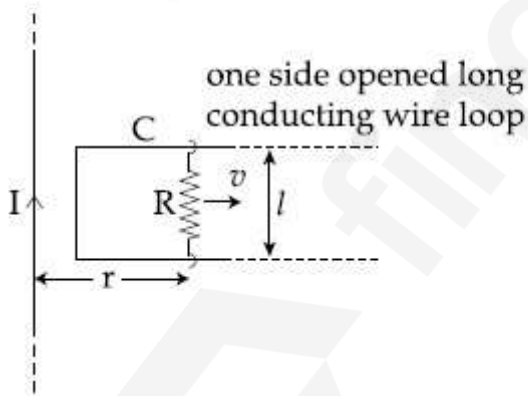 one side opened long
conducting wire loop
C
I
R
v
l
r